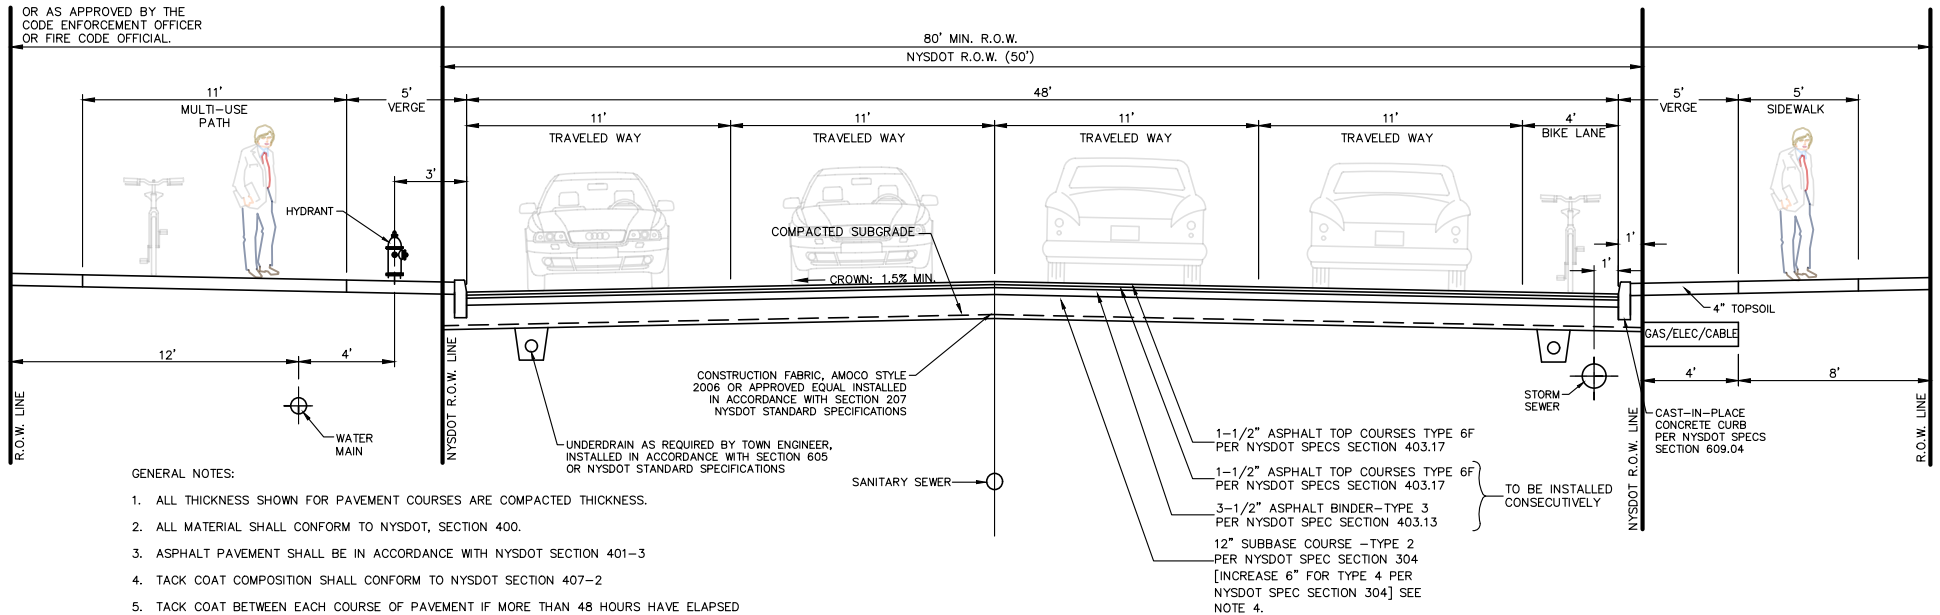 OR AS APPROVED BY THE
CODE ENFORCEMENT OFFICER
OR FIRE CODE OFFICIAL.
80' MIN. R.O.W.
NYSDOT R.O.W. (50')
11'
MULTI-USE
PATH
5'
VERGE
48'
5'
VERGE
5'
SIDEWALK
11'
TRAVELED WAY
11'
TRAVELED WAY
11'
TRAVELED WAY
11'
TRAVELED WAY
4'
BIKE LANE
3'
HYDRANT
COMPACTED SUBGRADE
1'
1'
CROWN: 1.5% MIN.
4" TOPSOIL
GAS/ELEC/CABLE
12'
4'
4'
8'
CONSTRUCTION FABRIC, AMOCO STYLE
2006 OR APPROVED EQUAL INSTALLED
IN ACCORDANCE WITH SECTION 207
NYSDOT STANDARD SPECIFICATIONS
STORM
SEWER
R.O.W. LINE
NYSDOT R.O.W. LINE
NYSDOT R.O.W. LINE
R.O.W. LINE
CAST-IN-PLACE
CONCRETE CURB
PER NYSDOT SPECS
SECTION 609.04
WATER
MAIN
UNDERDRAIN AS REQUIRED BY TOWN ENGINEER,
INSTALLED IN ACCORDANCE WITH SECTION 605
OR NYSDOT STANDARD SPECIFICATIONS
SANITARY SEWER
1-1/2" ASPHALT TOP COURSES TYPE 6F
PER NYSDOT SPECS SECTION 403.17
1-1/2" ASPHALT TOP COURSES TYPE 6F
PER NYSDOT SPECS SECTION 403.17
3-1/2" ASPHALT BINDER-TYPE 3
PER NYSDOT SPEC SECTION 403.13
TO BE INSTALLED
CONSECUTIVELY
12" SUBBASE COURSE -TYPE 2
PER NYSDOT SPEC SECTION 304
[INCREASE 6" FOR TYPE 4 PER
NYSDOT SPEC SECTION 304] SEE
NOTE 4.
GENERAL NOTES:
1. ALL THICKNESS SHOWN FOR PAVEMENT COURSES ARE COMPACTED THICKNESS.
2. ALL MATERIAL SHALL CONFORM TO NYSDOT, SECTION 400.
3. ASPHALT PAVEMENT SHALL BE IN ACCORDANCE WITH NYSDOT SECTION 401-3
4. TACK COAT COMPOSITION SHALL CONFORM TO NYSDOT SECTION 407-2
5. TACK COAT BETWEEN EACH COURSE OF PAVEMENT IF MORE THAN 48 HOURS HAVE ELAPSED